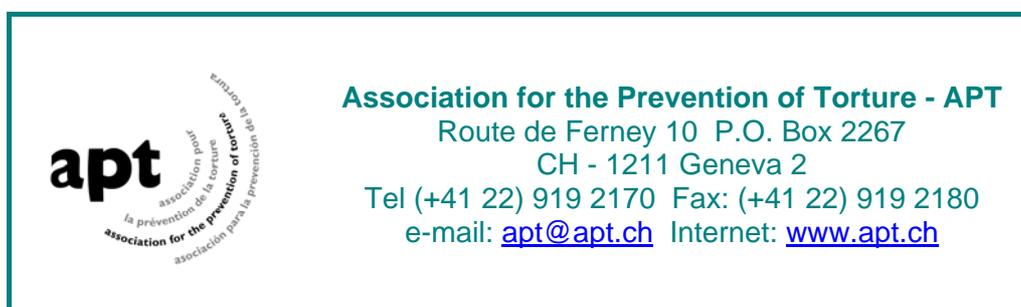 apt
association pour
la prévention de la torture
association for the prevention of torture
asociación para la prevención de la tortura
Association for the Prevention of Torture - APT
Route de Ferney 10 P.O. Box 2267
CH - 1211 Geneva 2
Tel (+41 22) 919 2170 Fax: (+41 22) 919 2180
e-mail: apt@apt.ch Internet: www.apt.ch